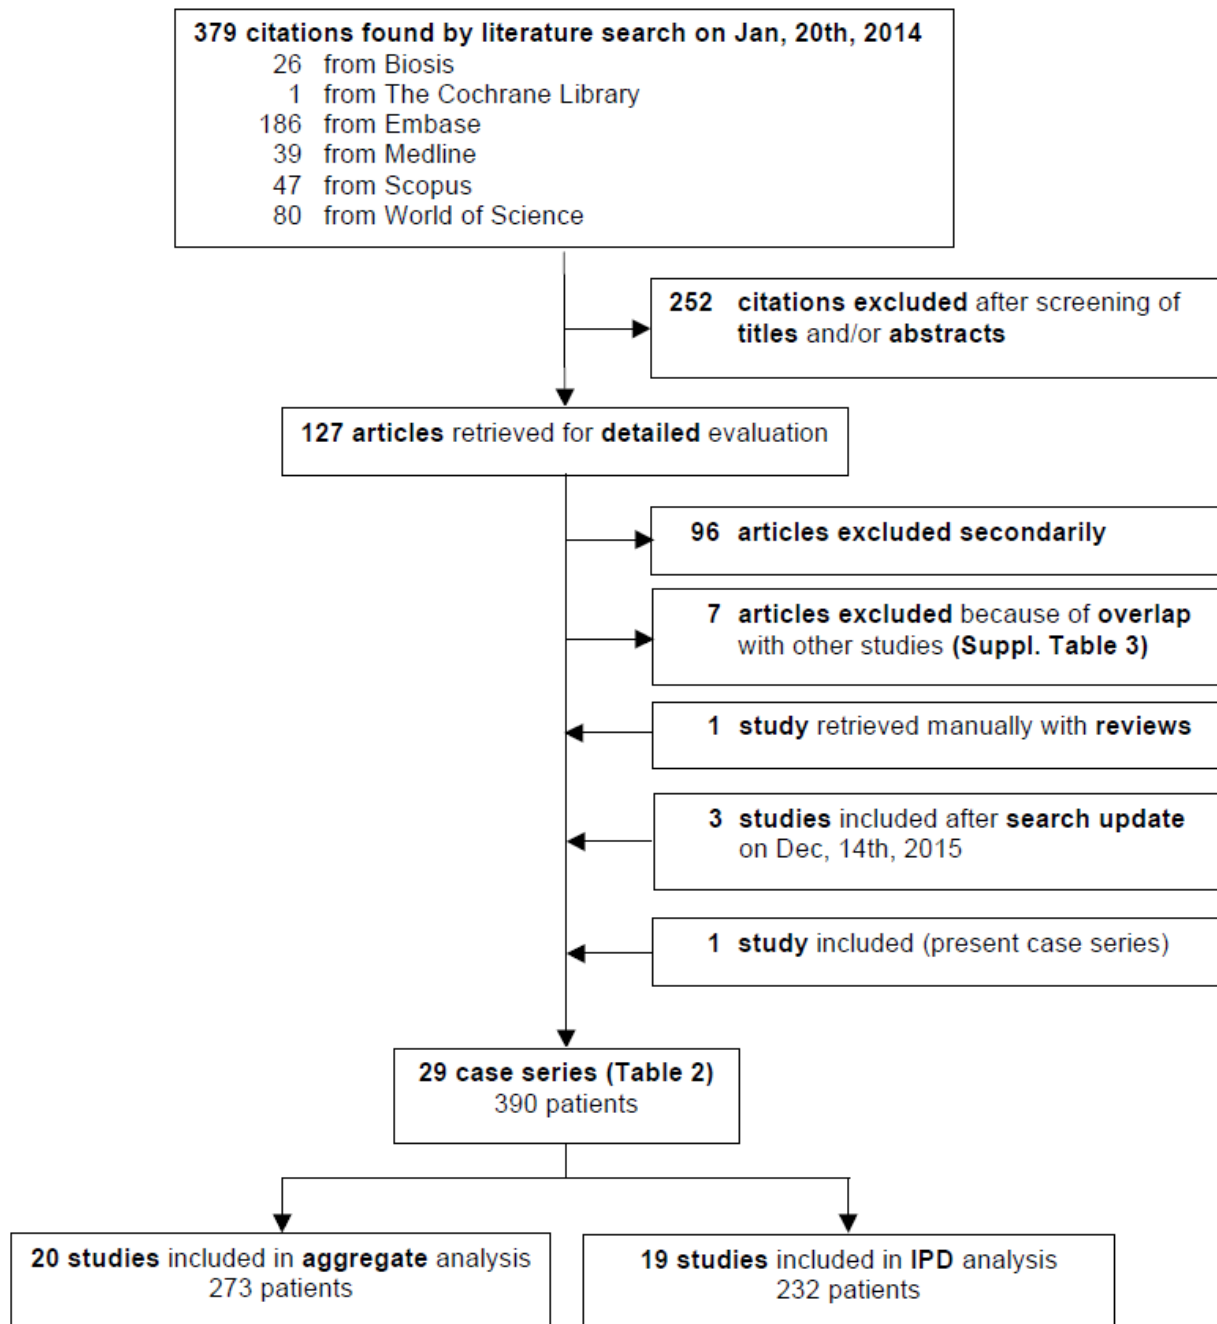 379 citations found by literature search on Jan, 20th, 2014
26 from Biosis
1 from The Cochrane Library
186 from Embase
39 from Medline
47 from Scopus
80 from World of Science
252 citations excluded after screening of
titles and/or abstracts
127 articles retrieved for detailed evaluation
96 articles excluded secondarily
7 articles excluded because of overlap
with other studies (Suppl. Table 3)
1 study retrieved manually with reviews
3 studies included after search update
on Dec, 14th, 2015
1 study included (present case series)
29 case series (Table 2)
390 patients
20 studies included in aggregate analysis
273 patients
19 studies included in IPD analysis
232 patients